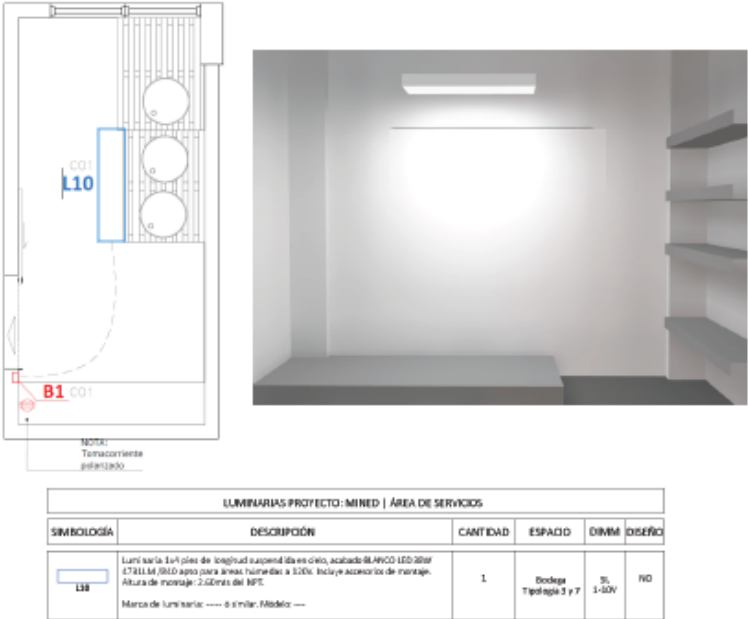 CO1
L10
B1 CO1
NOTA:
Tomacorriente
polarizado
LUMINARIAS PROYECTO: MINED | ÁREA DE SERVICIOS
SIMBOLOGÍA DESCRIPCIÓN CANTIDAD ESPACIO DIMM DISEÑO
Luminaria 1x4 pies de longitud suspendida en cielo, acabado BLANCO LED
apto para áreas húmedas a 120V. Incluye accesorios de montaje.
Altura de montaje: 2.60mts del NPT.
Marca de luminaria: ---- ó similar. Módelo: ---
L10
1
Bodega
Tipología 3 y 7
SI,
1-10V
NO